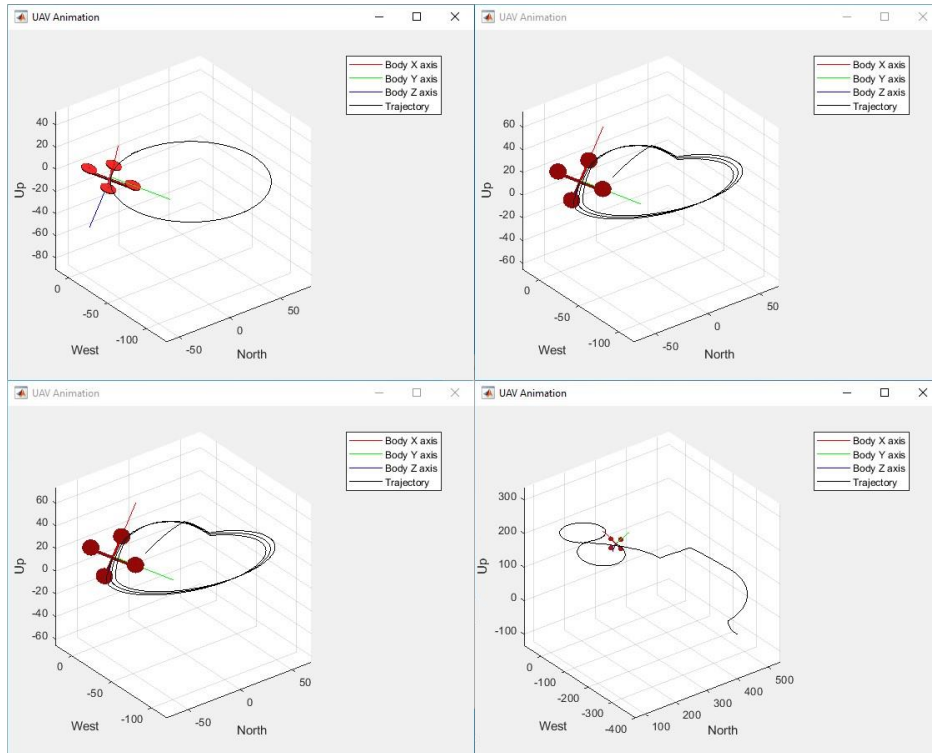 UAV Animation
Body X axis
Body Y axis
Body Z axis
Trajectory
40
20
0
-20
-40
-60
-80
Up
0
-50
-100
West
-50
0
50
North
UAV Animation
Body X axis
Body Y axis
Body Z axis
Trajectory
60
40
20
0
-20
-40
-60
Up
0
-50
-100
West
-50
0
50
North
UAV Animation
Body X axis
Body Y axis
Body Z axis
Trajectory
60
40
20
0
-20
-40
-60
Up
0
-50
-100
West
-50
0
50
North
UAV Animation
Body X axis
Body Y axis
Body Z axis
Trajectory
300
200
100
0
-100
Up
0
-100
-200
-300
-400
West
100
200
300
400
500
North